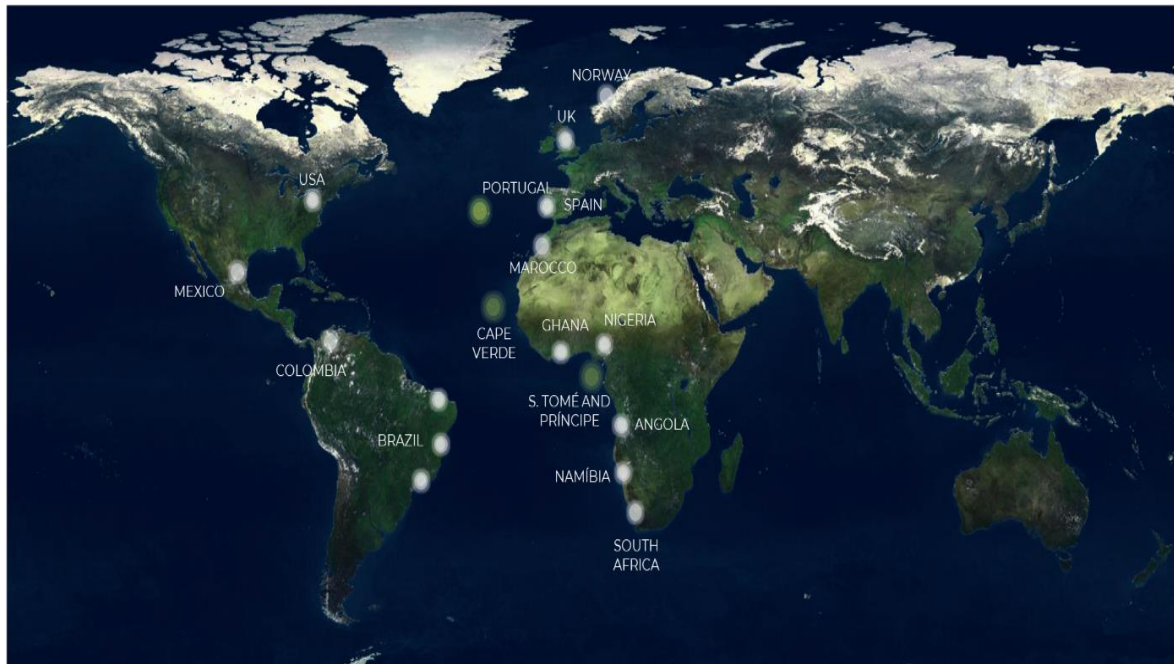 NORWAY
UK
USA
PORTUGAL
SPAIN
MAROCCO
MEXICO
CAPE
VERDE
GHANA
NIGERIA
COLOMBIA
S. TOMÉ AND
PRÍNCIPE
ANGOLA
BRAZIL
NAMÍBIA
SOUTH
AFRICA